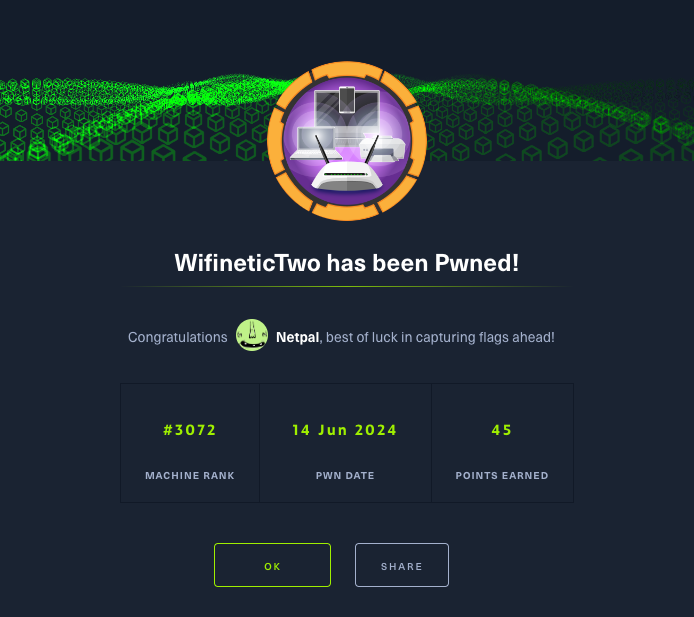 WifineticTwo has been Pwned!
Congratulations Netpal, best of luck in capturing flags ahead!
#3072 14 Jun 2024 45
MACHINE RANK PWN DATE POINTS EARNED
OK SHARE